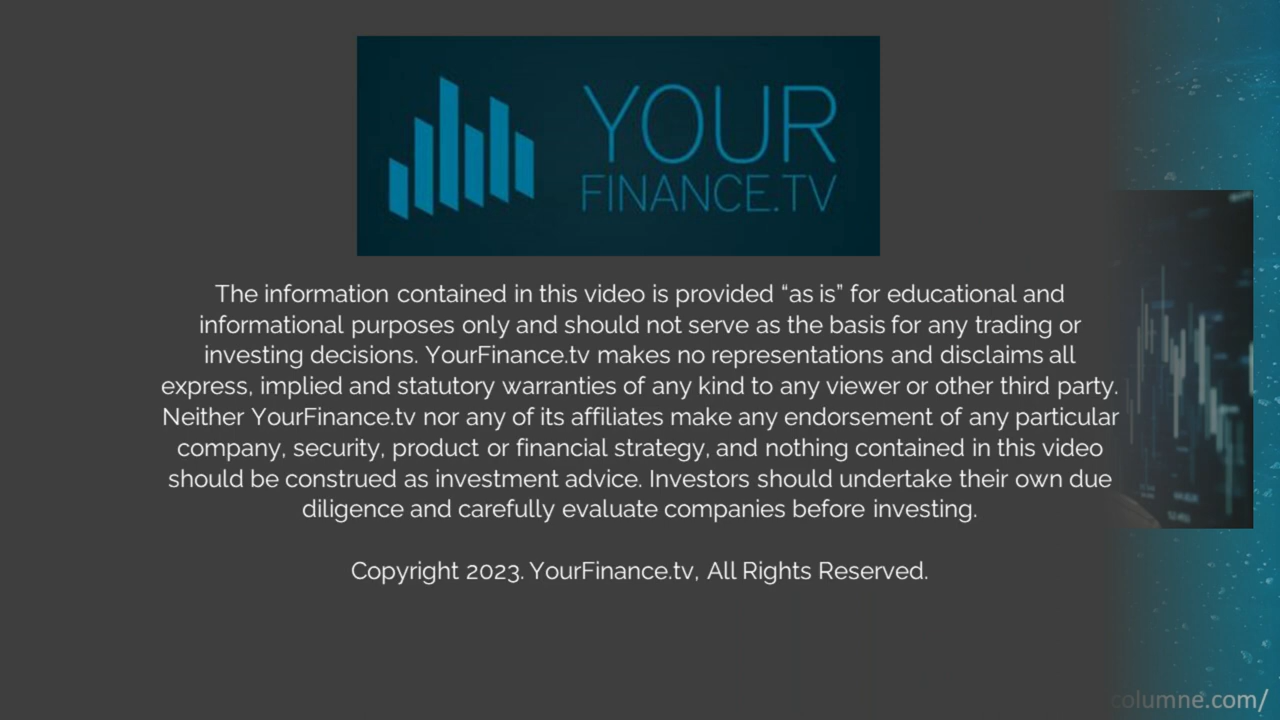 YOUR
FINANCE.TV
The information contained in this video is provided “as is” for educational and
informational purposes only and should not serve as the basis for any trading or
investing decisions. YourFinance.tv makes no representations and disclaims all
express, implied and statutory warranties of any kind to any viewer or other third party.
Neither YourFinance.tv nor any of its affiliates make any endorsement of any particular
company, security, product or financial strategy, and nothing contained in this video
should be construed as investment advice. Investors should undertake their own due
diligence and carefully evaluate companies before investing.
Copyright 2023. YourFinance.tv, All Rights Reserved.
columne.com/